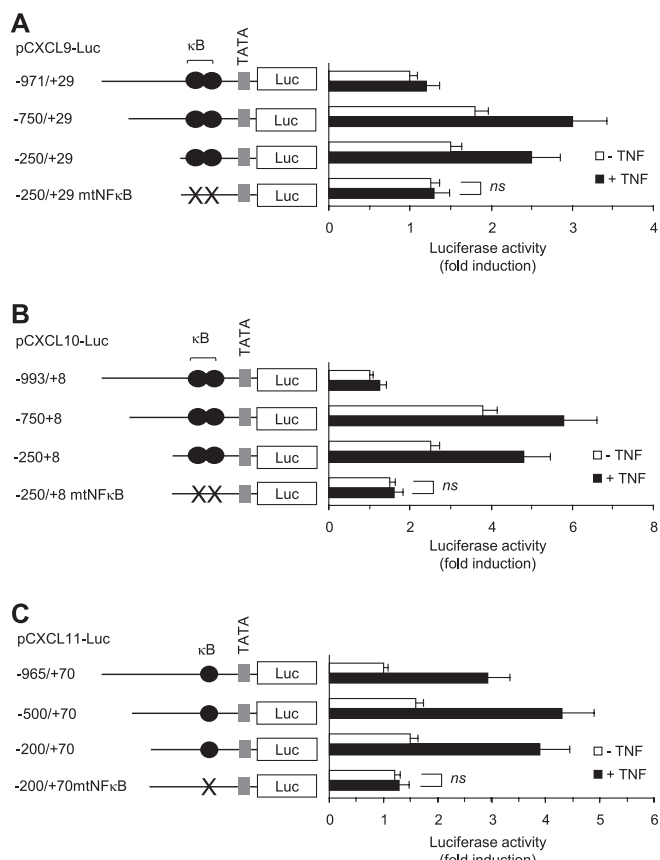 A
pCXCL9-Luc
κB
TATA
-971/+29
Luc
-750/+29
Luc
-250/+29
Luc
-250/+29 mtNFκB
XX
Luc
- TNF
+ TNF
ns
0 1 2 3 4
Luciferase activity
(fold induction)
B
pCXCL10-Luc
κB
TATA
-993/+8
Luc
-750+8
Luc
-250+8
Luc
-250/+8 mtNFκB
XX
Luc
- TNF
+ TNF
ns
0 2 4 6 8
Luciferase activity
(fold induction)
C
pCXCL11-Luc
κB
TATA
-965/+70
Luc
-500/+70
Luc
-200/+70
Luc
-200/+70mtNFκB
X
Luc
- TNF
+ TNF
ns
0 1 2 3 4 5 6
Luciferase activity
(fold induction)